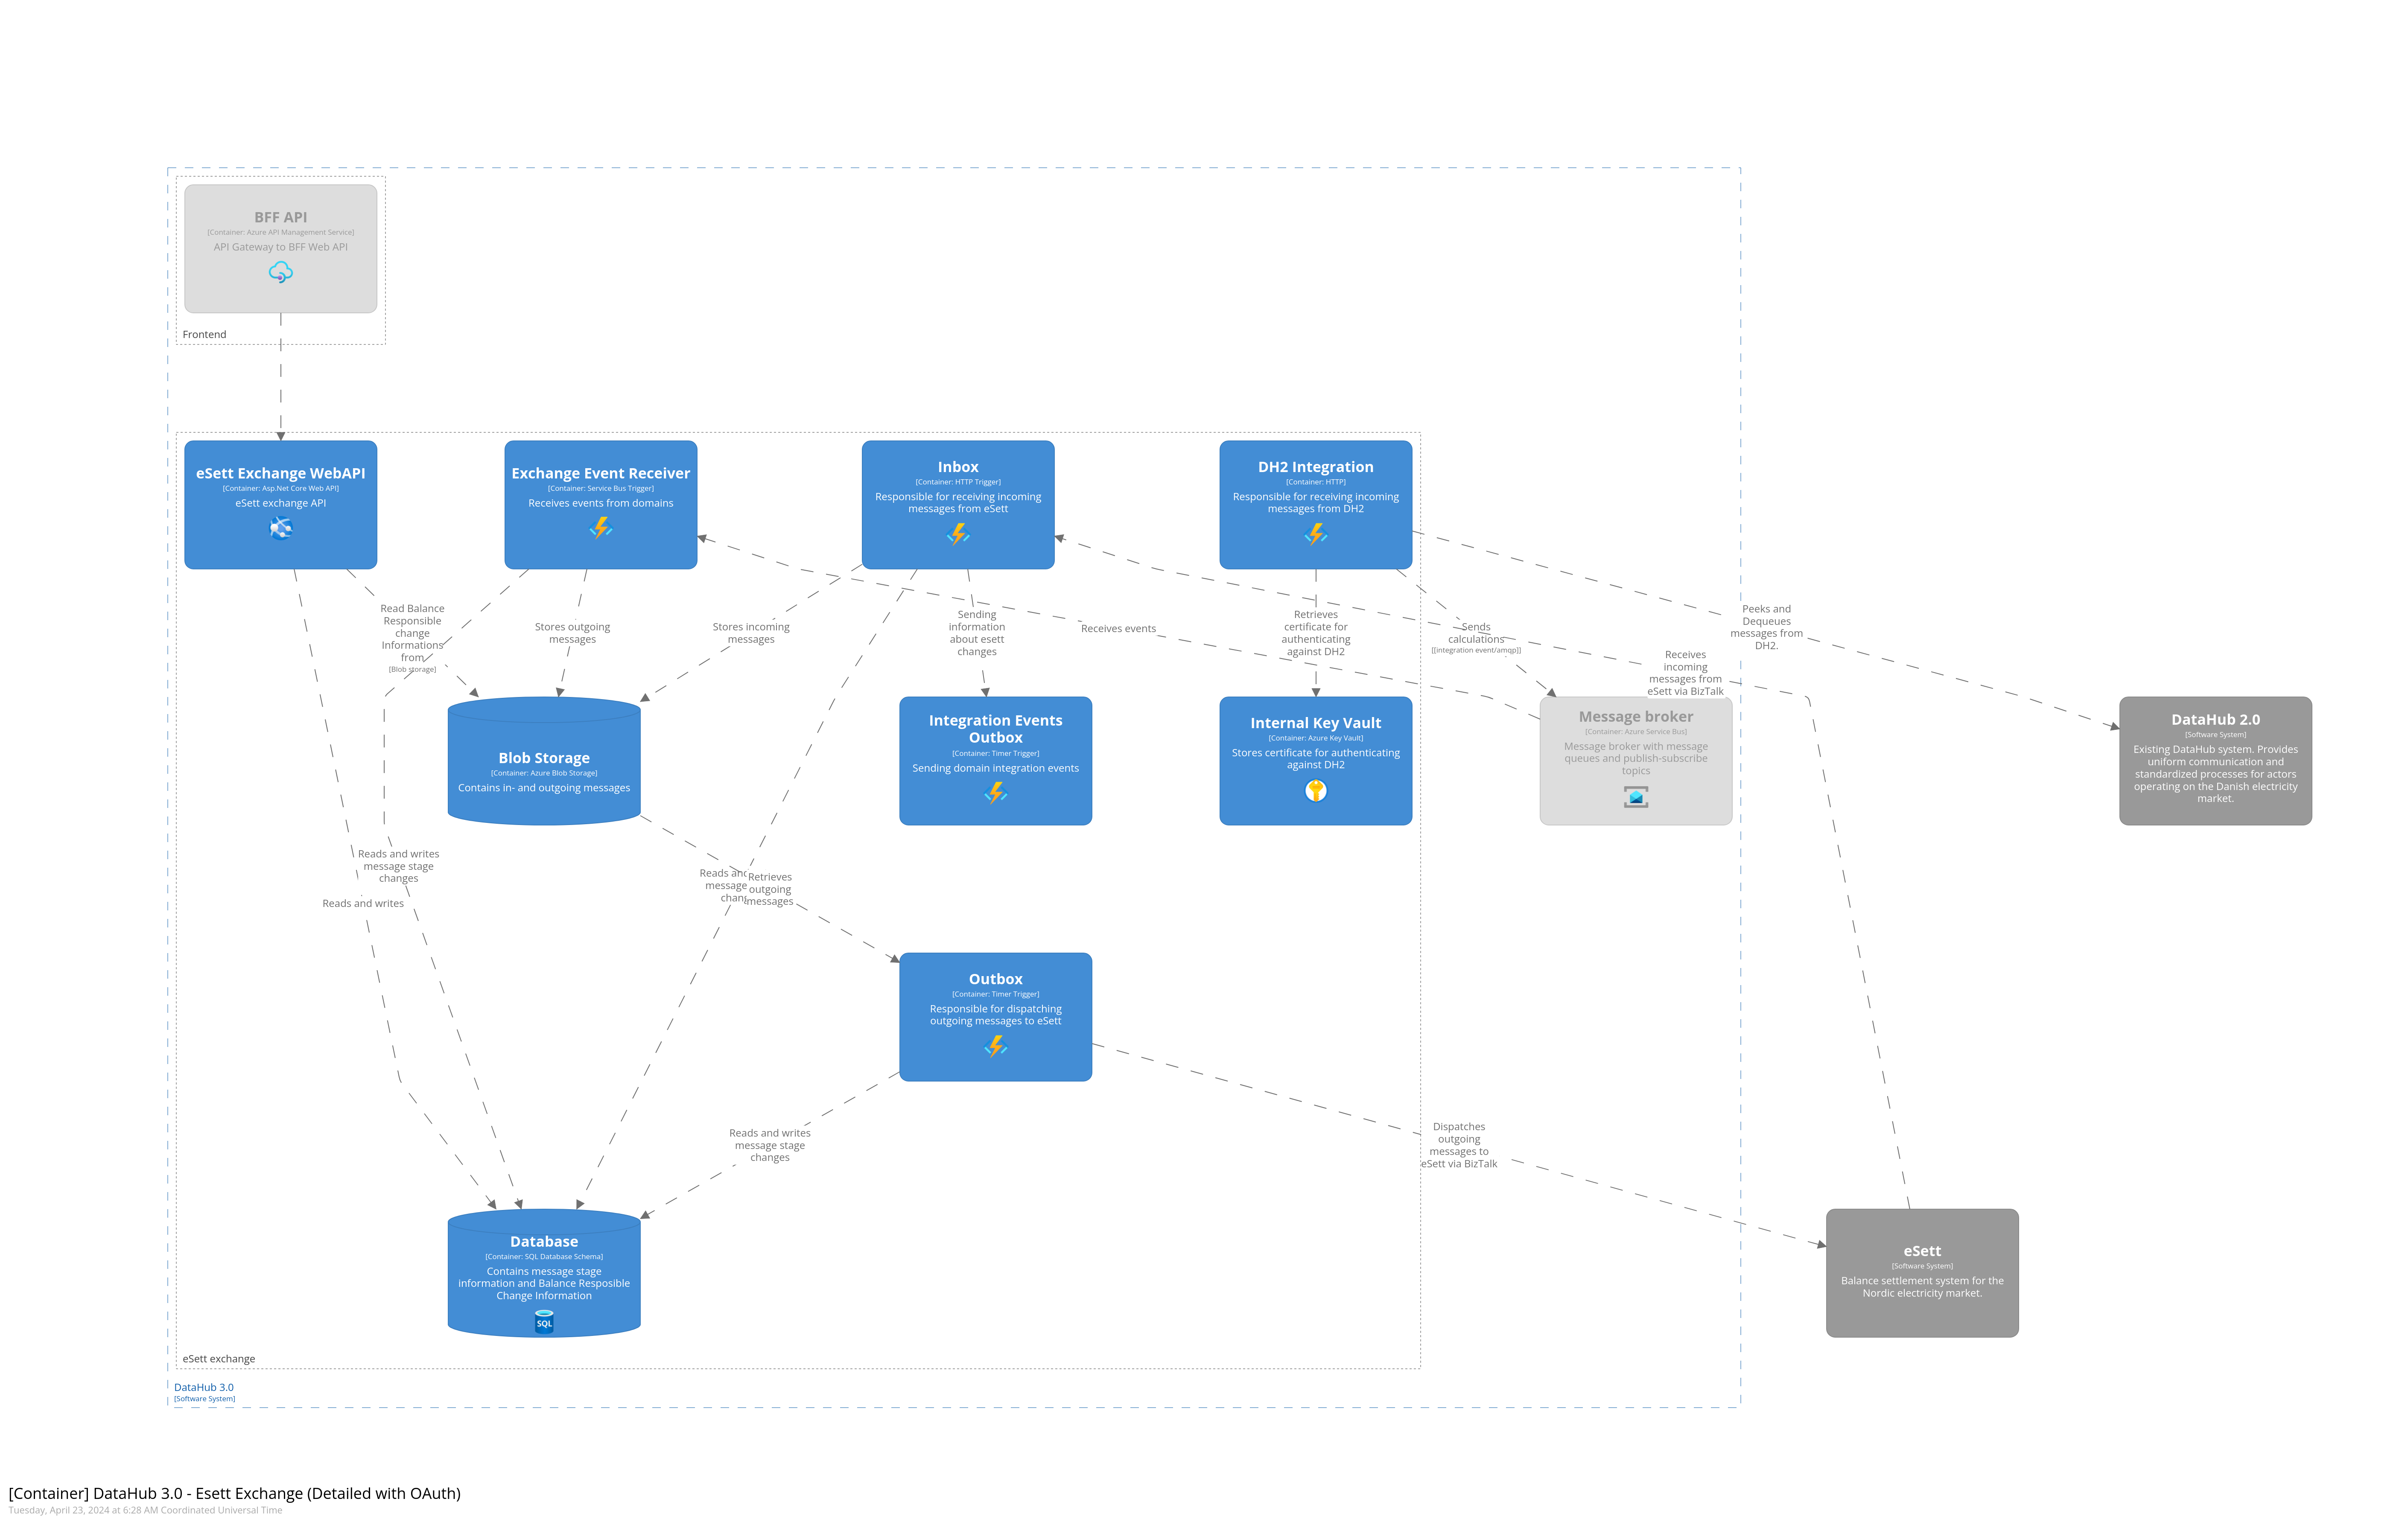 BFF API
[Container: Azure API Management Service]
API Gateway to BFF Web API
Frontend
eSett Exchange WebAPI
[Container: Asp.Net Core Web API]
eSett exchange API
Exchange Event Receiver
[Container: Service Bus Trigger]
Receives events from domains
Inbox
[Container: HTTP Trigger]
Responsible for receiving incoming
messages from eSett
DH2 Integration
[Container: HTTP]
Responsible for receiving incoming
messages from DH2
Read Balance
Responsible
change
Informations
from
[Blob storage]
Stores outgoing
messages
Stores incoming
messages
Sending
information
about esett
changes
Receives events
Retrieves
certificate for
authenticating
against DH2
Sends
calculations
[[integration event/amqp]]
Receives
incoming
messages from
eSett via BizTalk
Peeks and
Dequeues
messages from
DH2.
Blob Storage
[Container: Azure Blob Storage]
Contains in- and outgoing messages
Integration Events
Outbox
[Container: Timer Trigger]
Sending domain integration events
Internal Key Vault
[Container: Azure Key Vault]
Stores certificate for authenticating
against DH2
Message broker
[Container: Azure Service Bus]
Message broker with message
queues and publish-subscribe
topics
DataHub 2.0
[Software System]
Existing DataHub system. Provides
uniform communication and
standardized processes for actors
operating on the Danish electricity
market.
Reads and writes
message stage
changes
Reads and writes
Reads and
message
Retrieves
outgoing
messages
Outbox
[Container: Timer Trigger]
Responsible for dispatching
outgoing messages to eSett
Reads and writes
message stage
changes
Dispatches
outgoing
messages to
eSett via BizTalk
Database
[Container: SQL Database Schema]
Contains message stage
information and Balance Resposible
Change Information
SQL
eSett
[Software System]
Balance settlement system for the
Nordic electricity market.
eSett exchange
DataHub 3.0
[Software System]
[Container] DataHub 3.0 - Esett Exchange (Detailed with OAuth)
Tuesday, April 23, 2024 at 6:28 AM Coordinated Universal Time